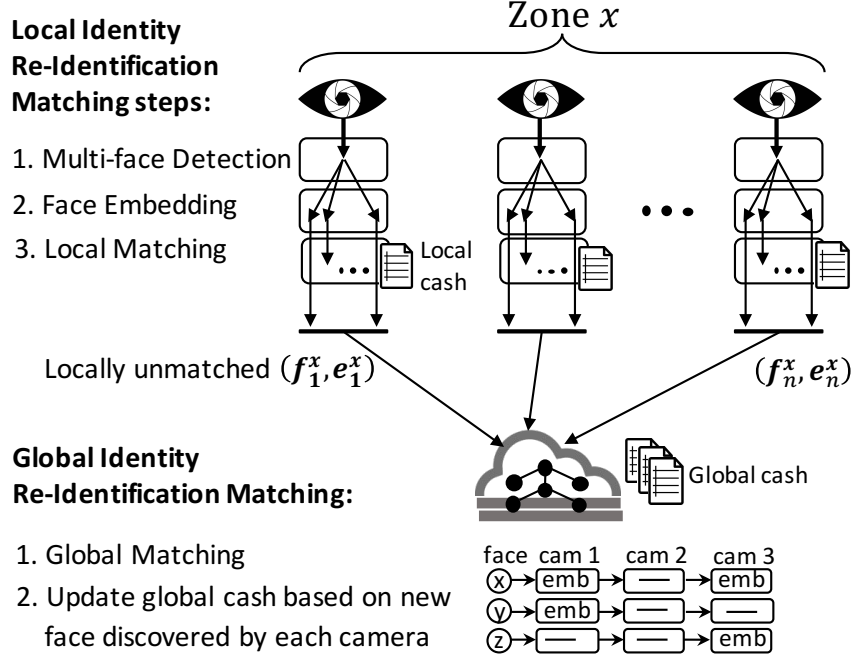 Zone x
Local Identity
Re-Identification
Matching steps:
1. Multi-face Detection
2. Face Embedding
3. Local Matching
Local
cash
Locally unmatched (f₁ˣ, e₁ˣ)
(fₙˣ, eₙˣ)
Global Identity
Re-Identification Matching:
Global cash
1. Global Matching
2. Update global cash based on new
face discovered by each camera
face cam 1 cam 2 cam 3
x emb — emb
y emb — —
z — — emb